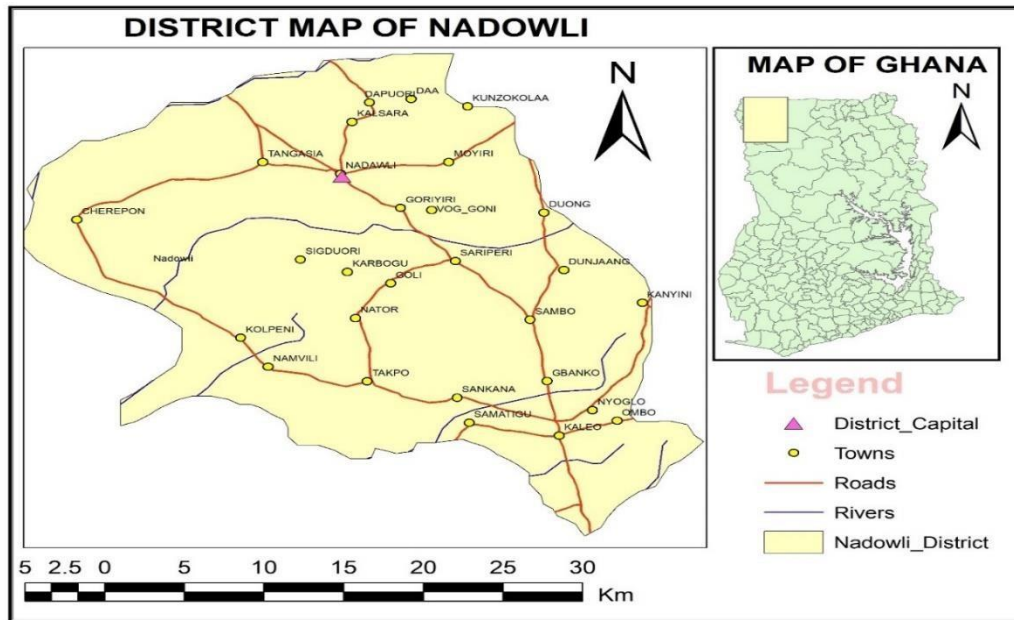 DISTRICT MAP OF NADOWLI
N
DAPUORI
DAA
KUNZOKOLAA
KALSARA
TANGASIA
NADAWLI
MOYIRI
GORIYIRI
VOG_GONI
DUONG
CHEREPON
Nadowli
SIGDUORI
KARBOGU
GOLI
SARIPERI
DUNJAANG
KANYINI
NATOR
SAMBO
KOLPENI
NAMVILI
TAKPO
SANKANA
GBANKO
NYOGLO
OMBO
SAMATIGU
KALEO
5 2.5 0 5 10 15 20 25 30
Km
MAP OF GHANA
N
Legend
District_Capital
Towns
Roads
Rivers
Nadowli_District